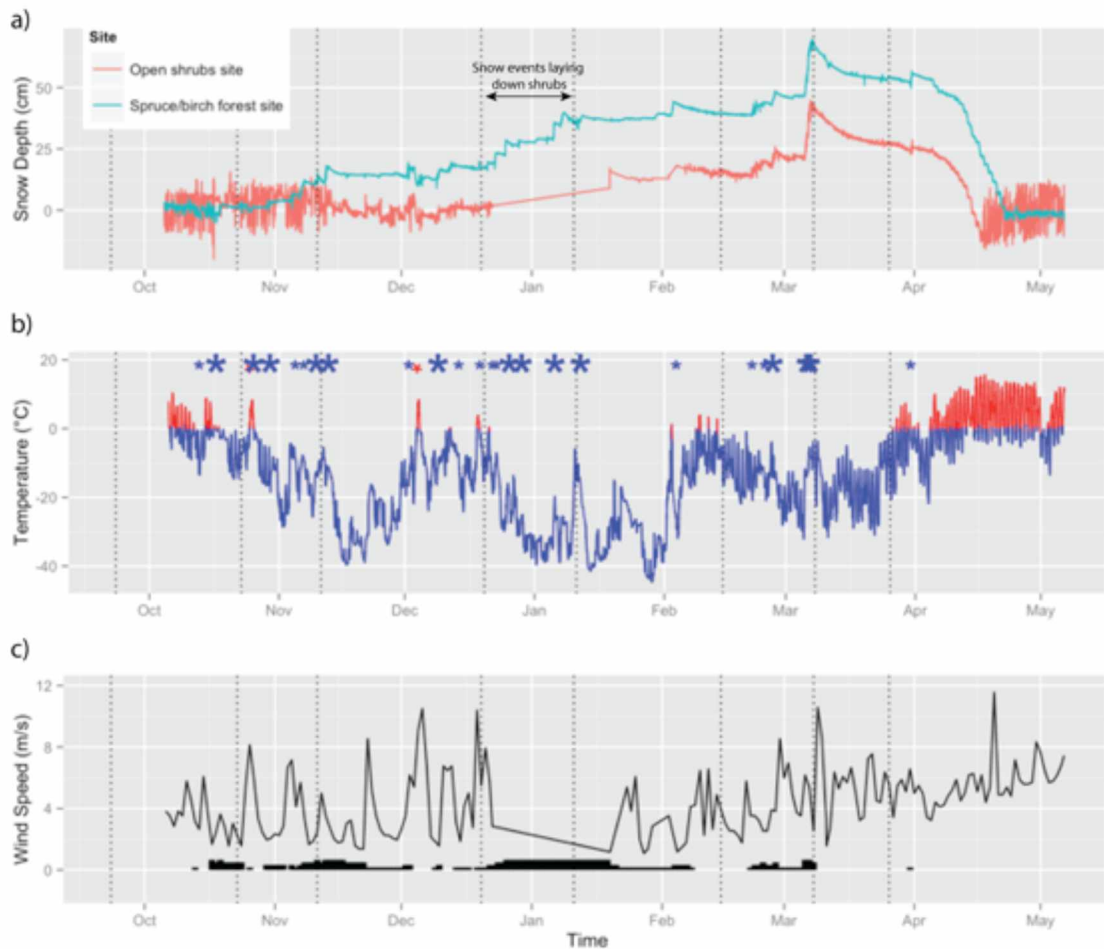 a)
Site
Open shrubs site
Spruce/birch forest site
Snow events laying
down shrubs
Snow Depth (cm)
50
25
0
Oct Nov Dec Jan Feb Mar Apr May
b)
Temperature (°C)
20
0
-20
-40
Oct Nov Dec Jan Feb Mar Apr May
c)
Wind Speed (m/s)
12
8
4
0
Oct Nov Dec Jan Feb Mar Apr May
Time